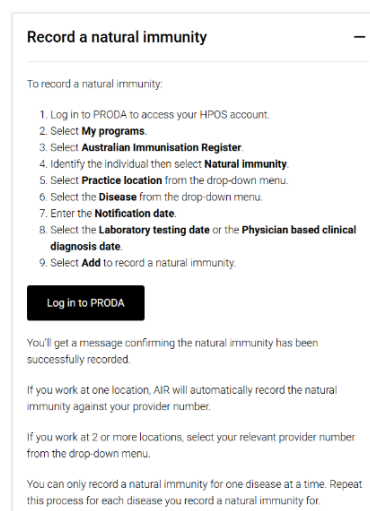 Record a natural immunity
To record a natural immunity:
1. Log in to PRODA to access your HPOS account.
2. Select My programs.
3. Select Australian Immunisation Register.
4. Identify the individual then select Natural immunity.
5. Select Practice location from the drop-down menu.
6. Select the Disease from the drop-down menu.
7. Enter the Notification date.
8. Select the Laboratory testing date or the Physician based clinical
diagnosis date.
9. Select Add to record a natural immunity.
Log in to PRODA
You'll get a message confirming the natural immunity has been
successfully recorded.
If you work at one location, AIR will automatically record the natural
immunity against your provider number.
If you work at 2 or more locations, select your relevant provider number
from the drop-down menu.
You can only record a natural immunity for one disease at a time. Repeat
this process for each disease you record a natural immunity for.